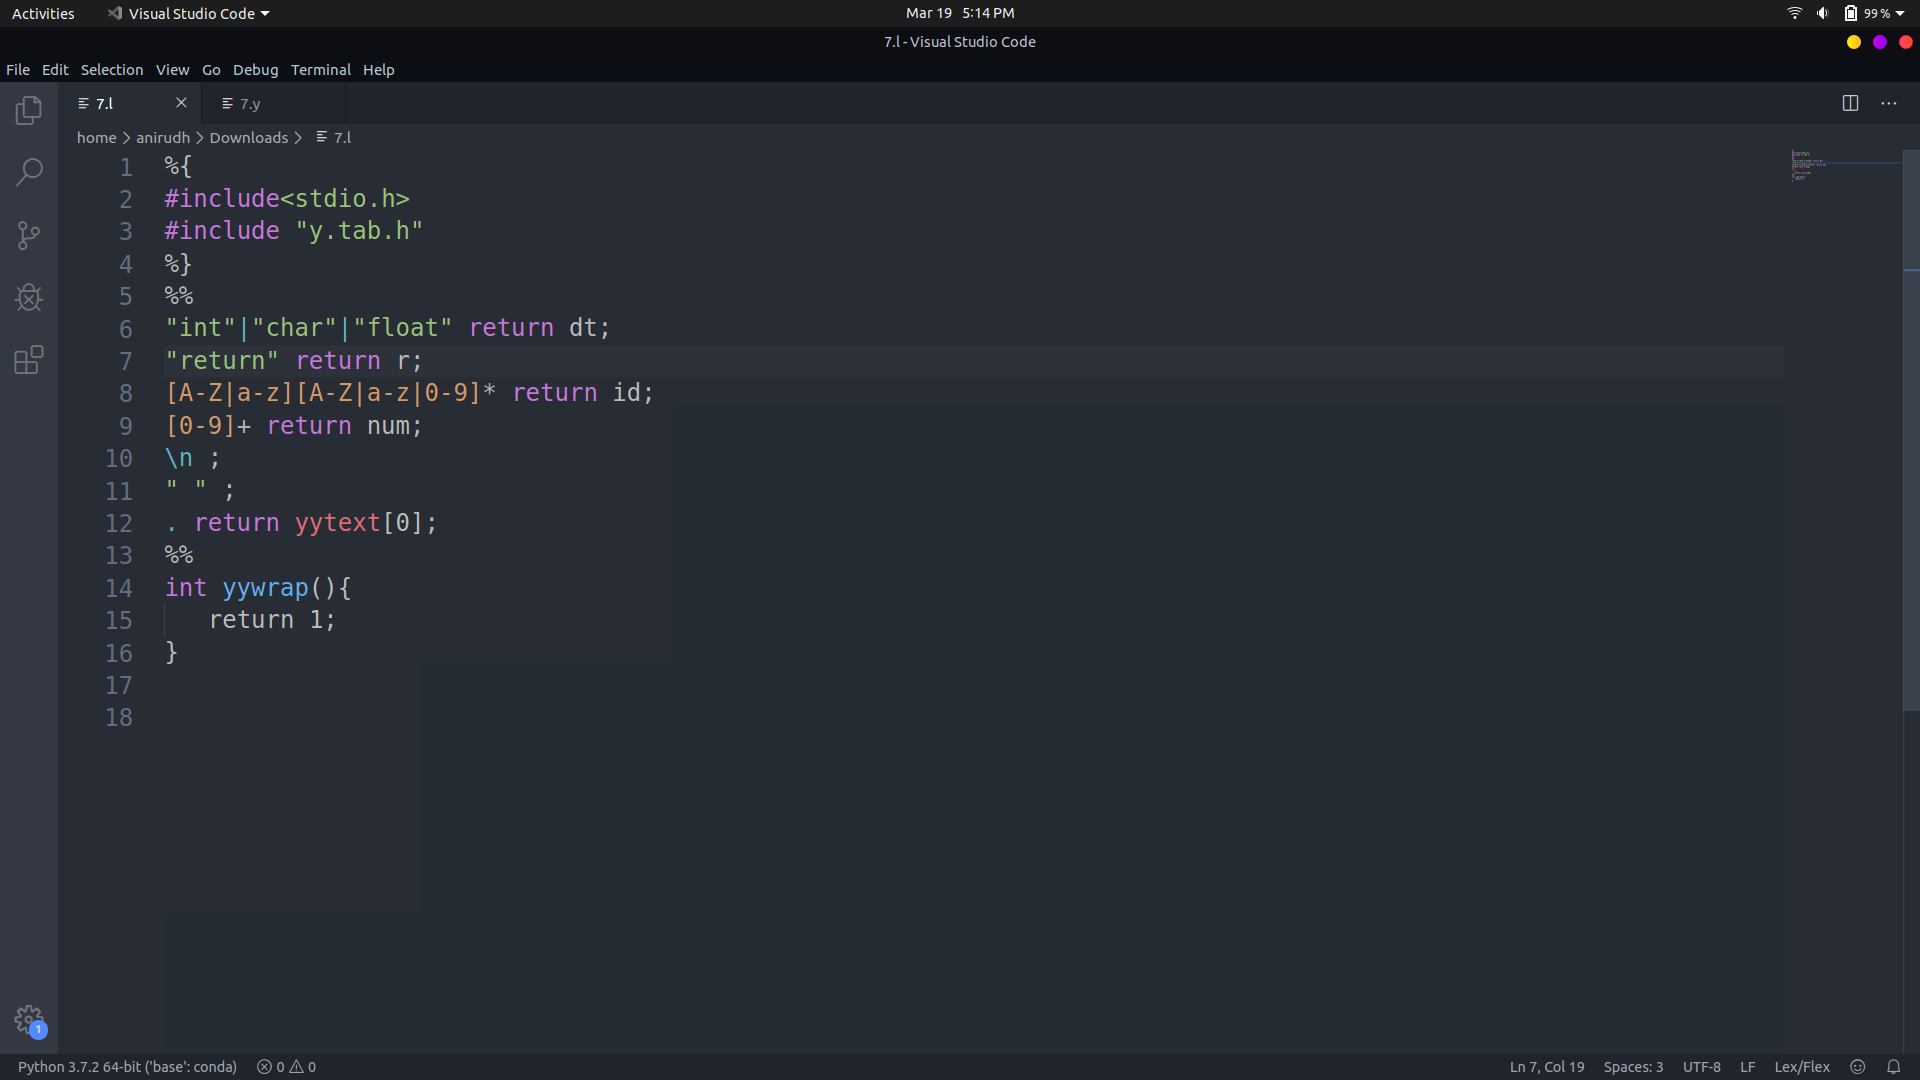 Activities Visual Studio Code Mar 19 5:14 PM 99 %
7.l - Visual Studio Code
File Edit Selection View Go Debug Terminal Help
7.l 7.y
home anirudh Downloads 7.l
1 %{
2 #include<stdio.h>
3 #include "y.tab.h"
4 %}
5 %%
6 "int"|"char"|"float" return dt;
7 "return" return r;
8 [A-Z|a-z][A-Z|a-z|0-9]* return id;
9 [0-9]+ return num;
10 \n ;
11 " " ;
12 . return yytext[0];
13 %%
14 int yywrap(){
15 return 1;
16 }
17
18
1
Python 3.7.2 64-bit ('base': conda) 0 0 Ln 7, Col 19 Spaces: 3 UTF-8 LF Lex/Flex